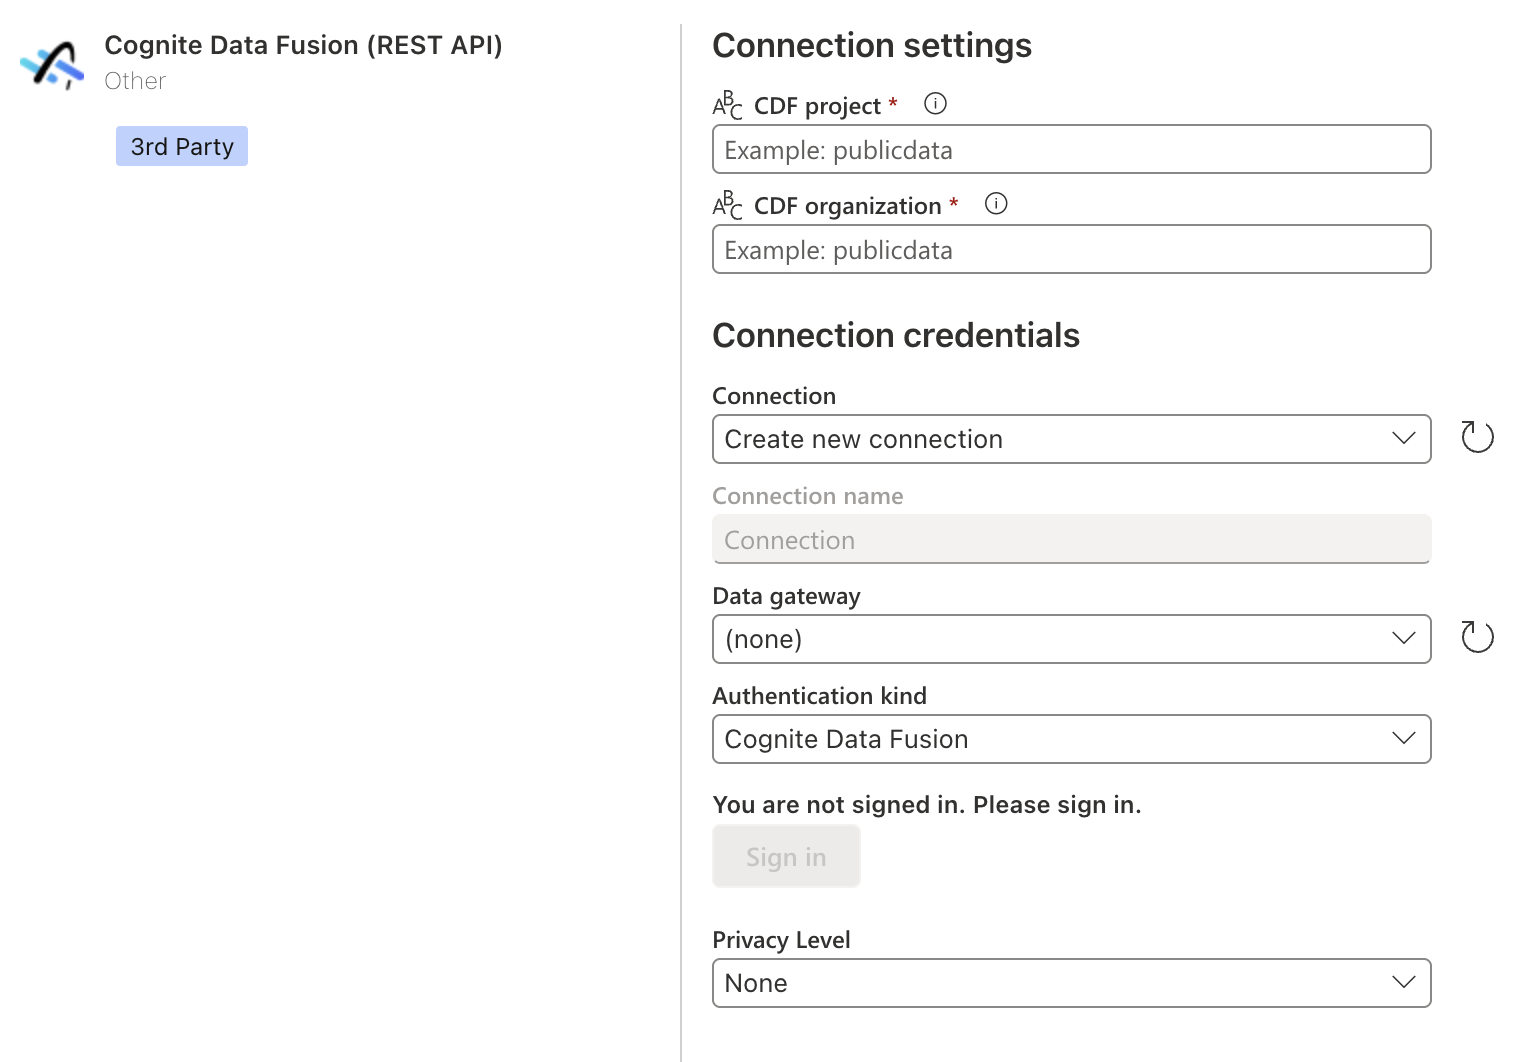 Cognite Data Fusion (REST API)
Other
3rd Party
Connection settings
ABC CDF project *
Example: publicdata
ABC CDF organization *
Example: publicdata
Connection credentials
Connection
Create new connection
Connection name
Connection
Data gateway
(none)
Authentication kind
Cognite Data Fusion
You are not signed in. Please sign in.
Sign in
Privacy Level
None